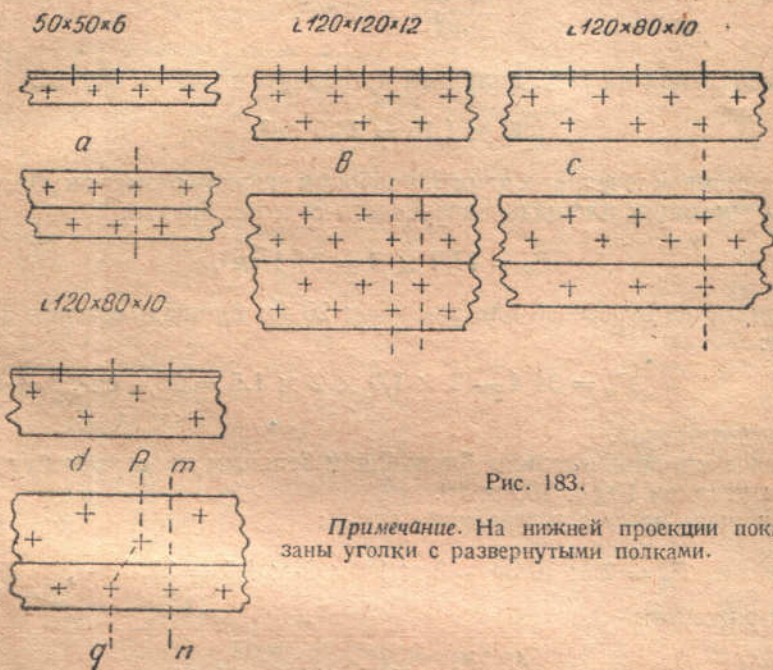 50×50×6
∟120×120×12
∟120×80×10
a
в
c
∟120×80×10
d p m
Рис. 183.
Примечание. На нижней проекции пок
заны уголки с развернутыми полками.
q n